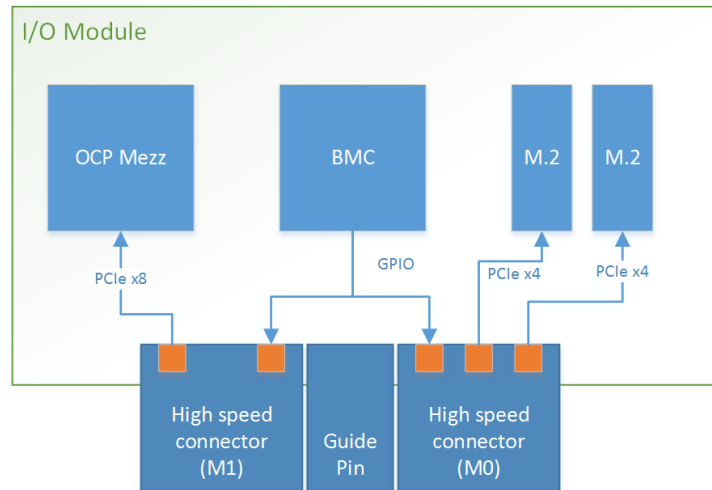 I/O Module
OCP Mezz
BMC
M.2
M.2
PCIe x8
GPIO
PCIe x4
PCIe x4
High speed
connector
(M1)
Guide
Pin
High speed
connector
(M0)